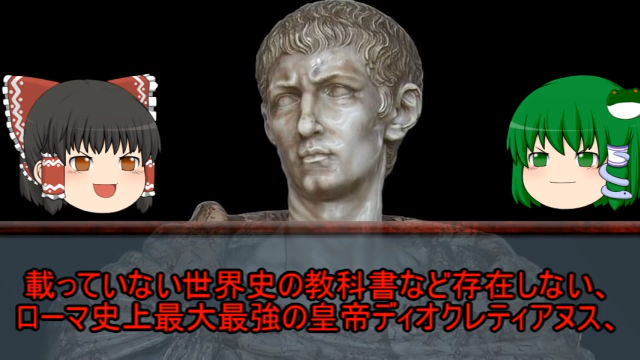 載っていない世界史の教科書など存在しない、
ローマ史上最大最強の皇帝ディオクレティアヌス、